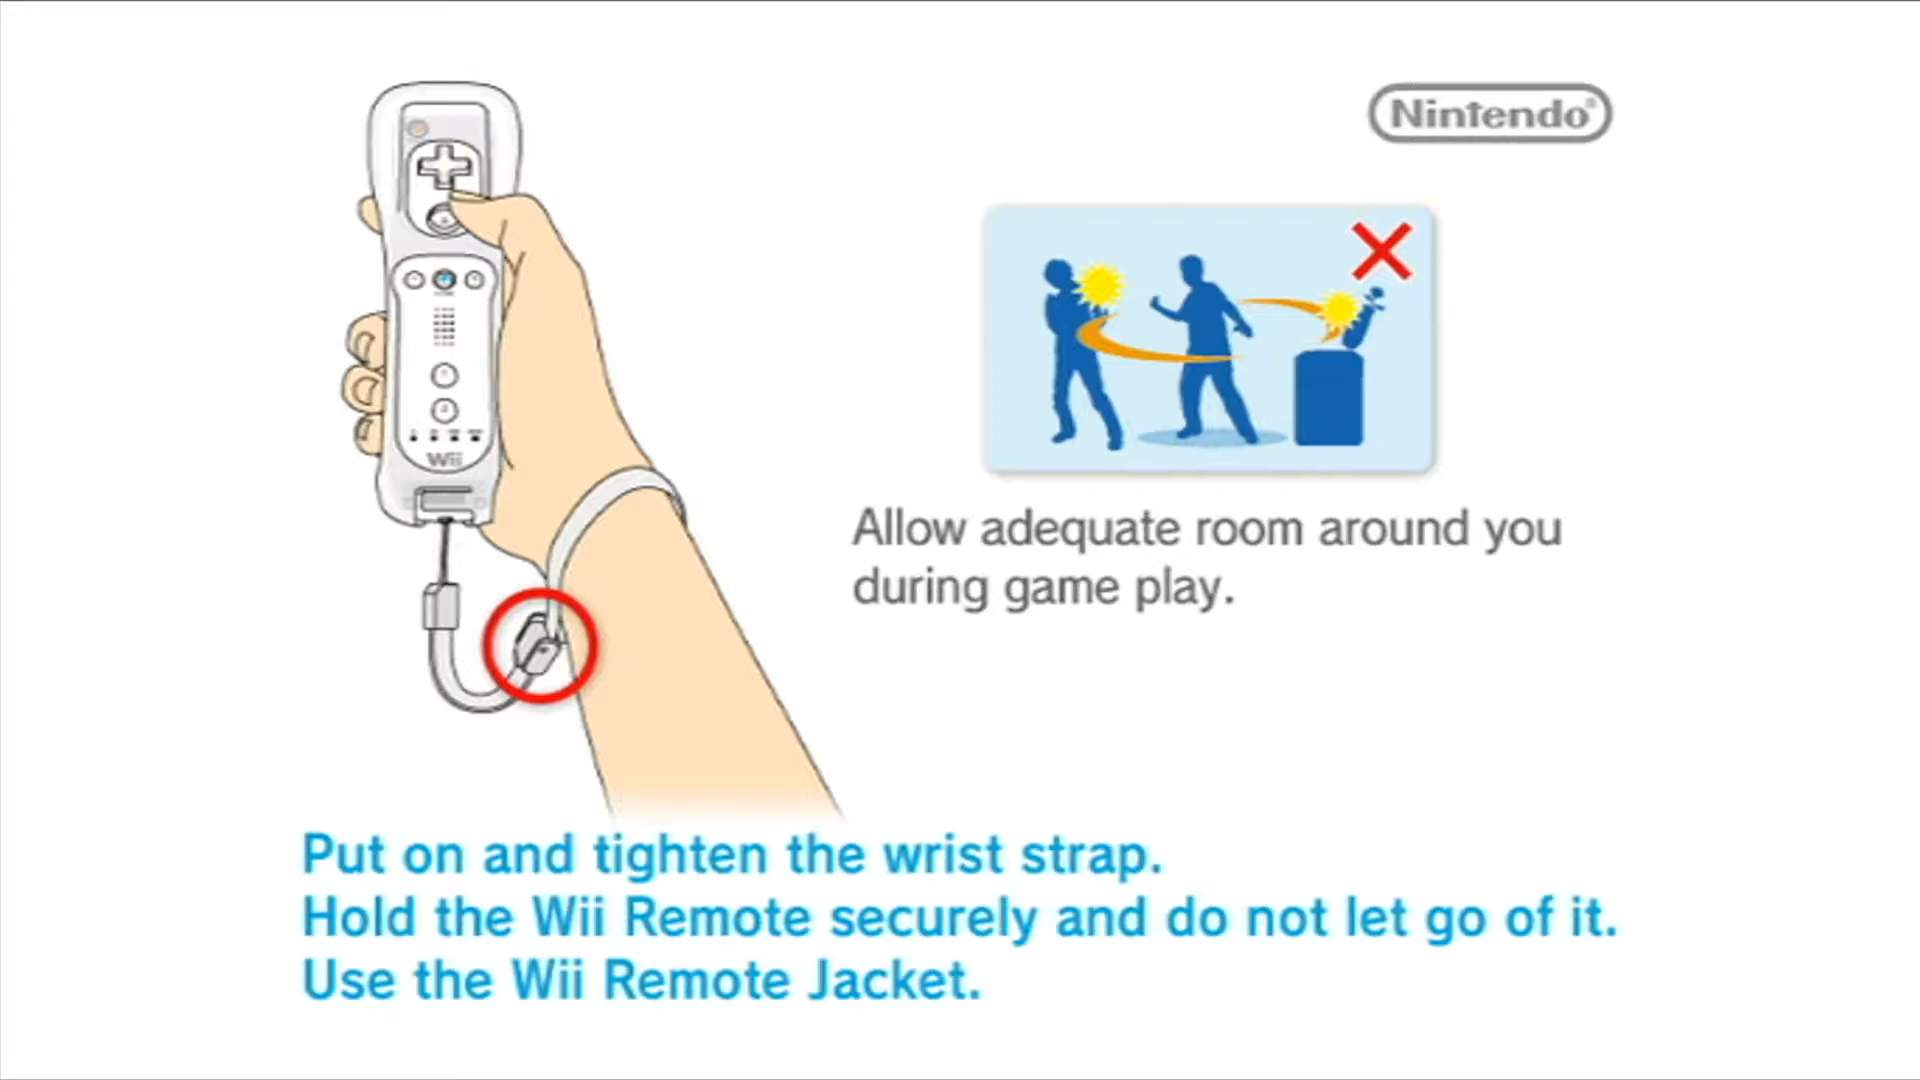 Nintendo®
Wii
Allow adequate room around you
during game play.
Put on and tighten the wrist strap.
Hold the Wii Remote securely and do not let go of it.
Use the Wii Remote Jacket.